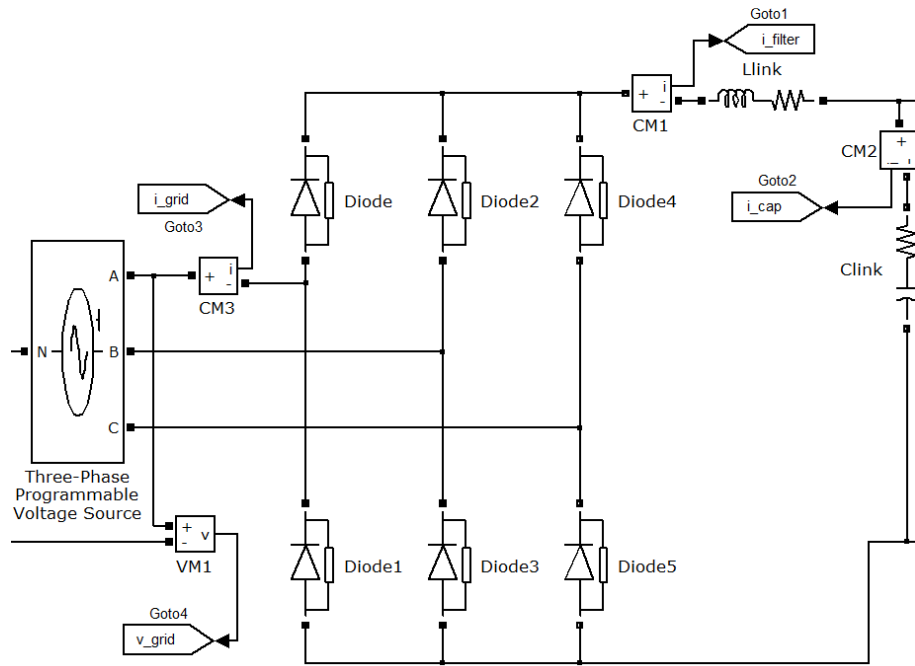 Goto1
i_filter
Llink
i
+
-
CM1
+
CM2
- i
Goto2
i_cap
Clink
i_grid
Goto3
i
+
-
CM3
Diode
Diode2
Diode4
A
N
B
C
Three-Phase
Programmable
Voltage Source
+
-
v
VM1
Goto4
v_grid
Diode1
Diode3
Diode5